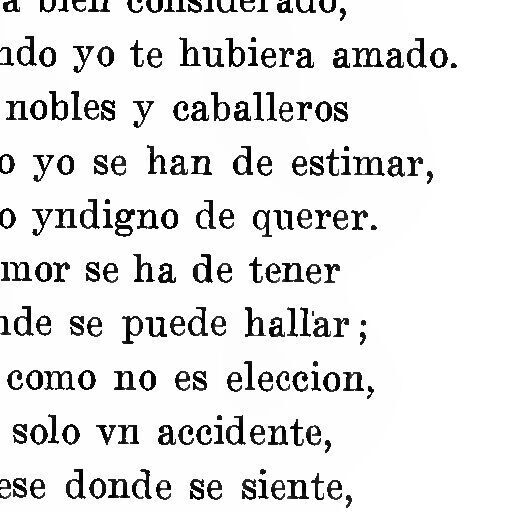 a bien considerado,
ndo yo te hubiera amado.
nobles y caballeros
o yo se han de estimar,
o yndigno de querer.
mor se ha de tener
nde se puede hallar;
como no es eleccion,
solo vn accidente,
ese donde se siente,